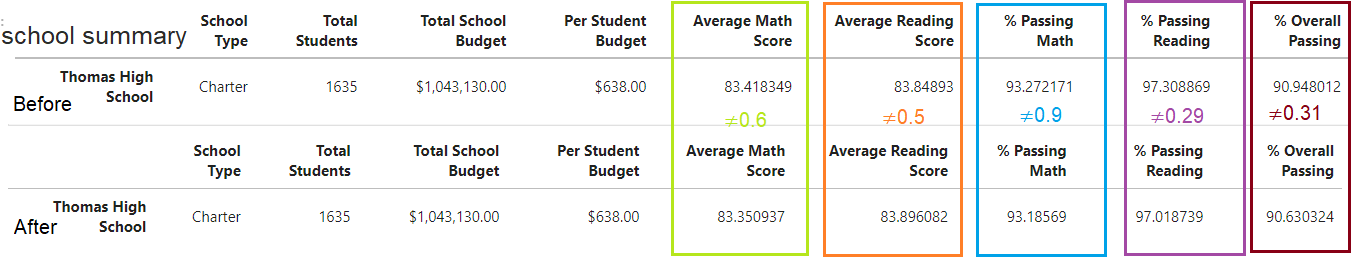 School Total Total School Per Student Average Math Average Reading % Passing % Passing % Overall
school summary Type Students Budget Budget Score Score Math Reading Passing
Thomas High
School Charter 1635 $1,043,130.00 $638.00 83.418349 83.84893 93.272171 97.308869 90.948012
Before
≠0.6 ≠0.5 ≠0.9 ≠0.29 ≠0.31
School Total Total School Per Student Average Math Average Reading % Passing % Passing % Overall
Type Students Budget Budget Score Score Math Reading Passing
Thomas High
School Charter 1635 $1,043,130.00 $638.00 83.350937 83.896082 93.18569 97.018739 90.630324
After